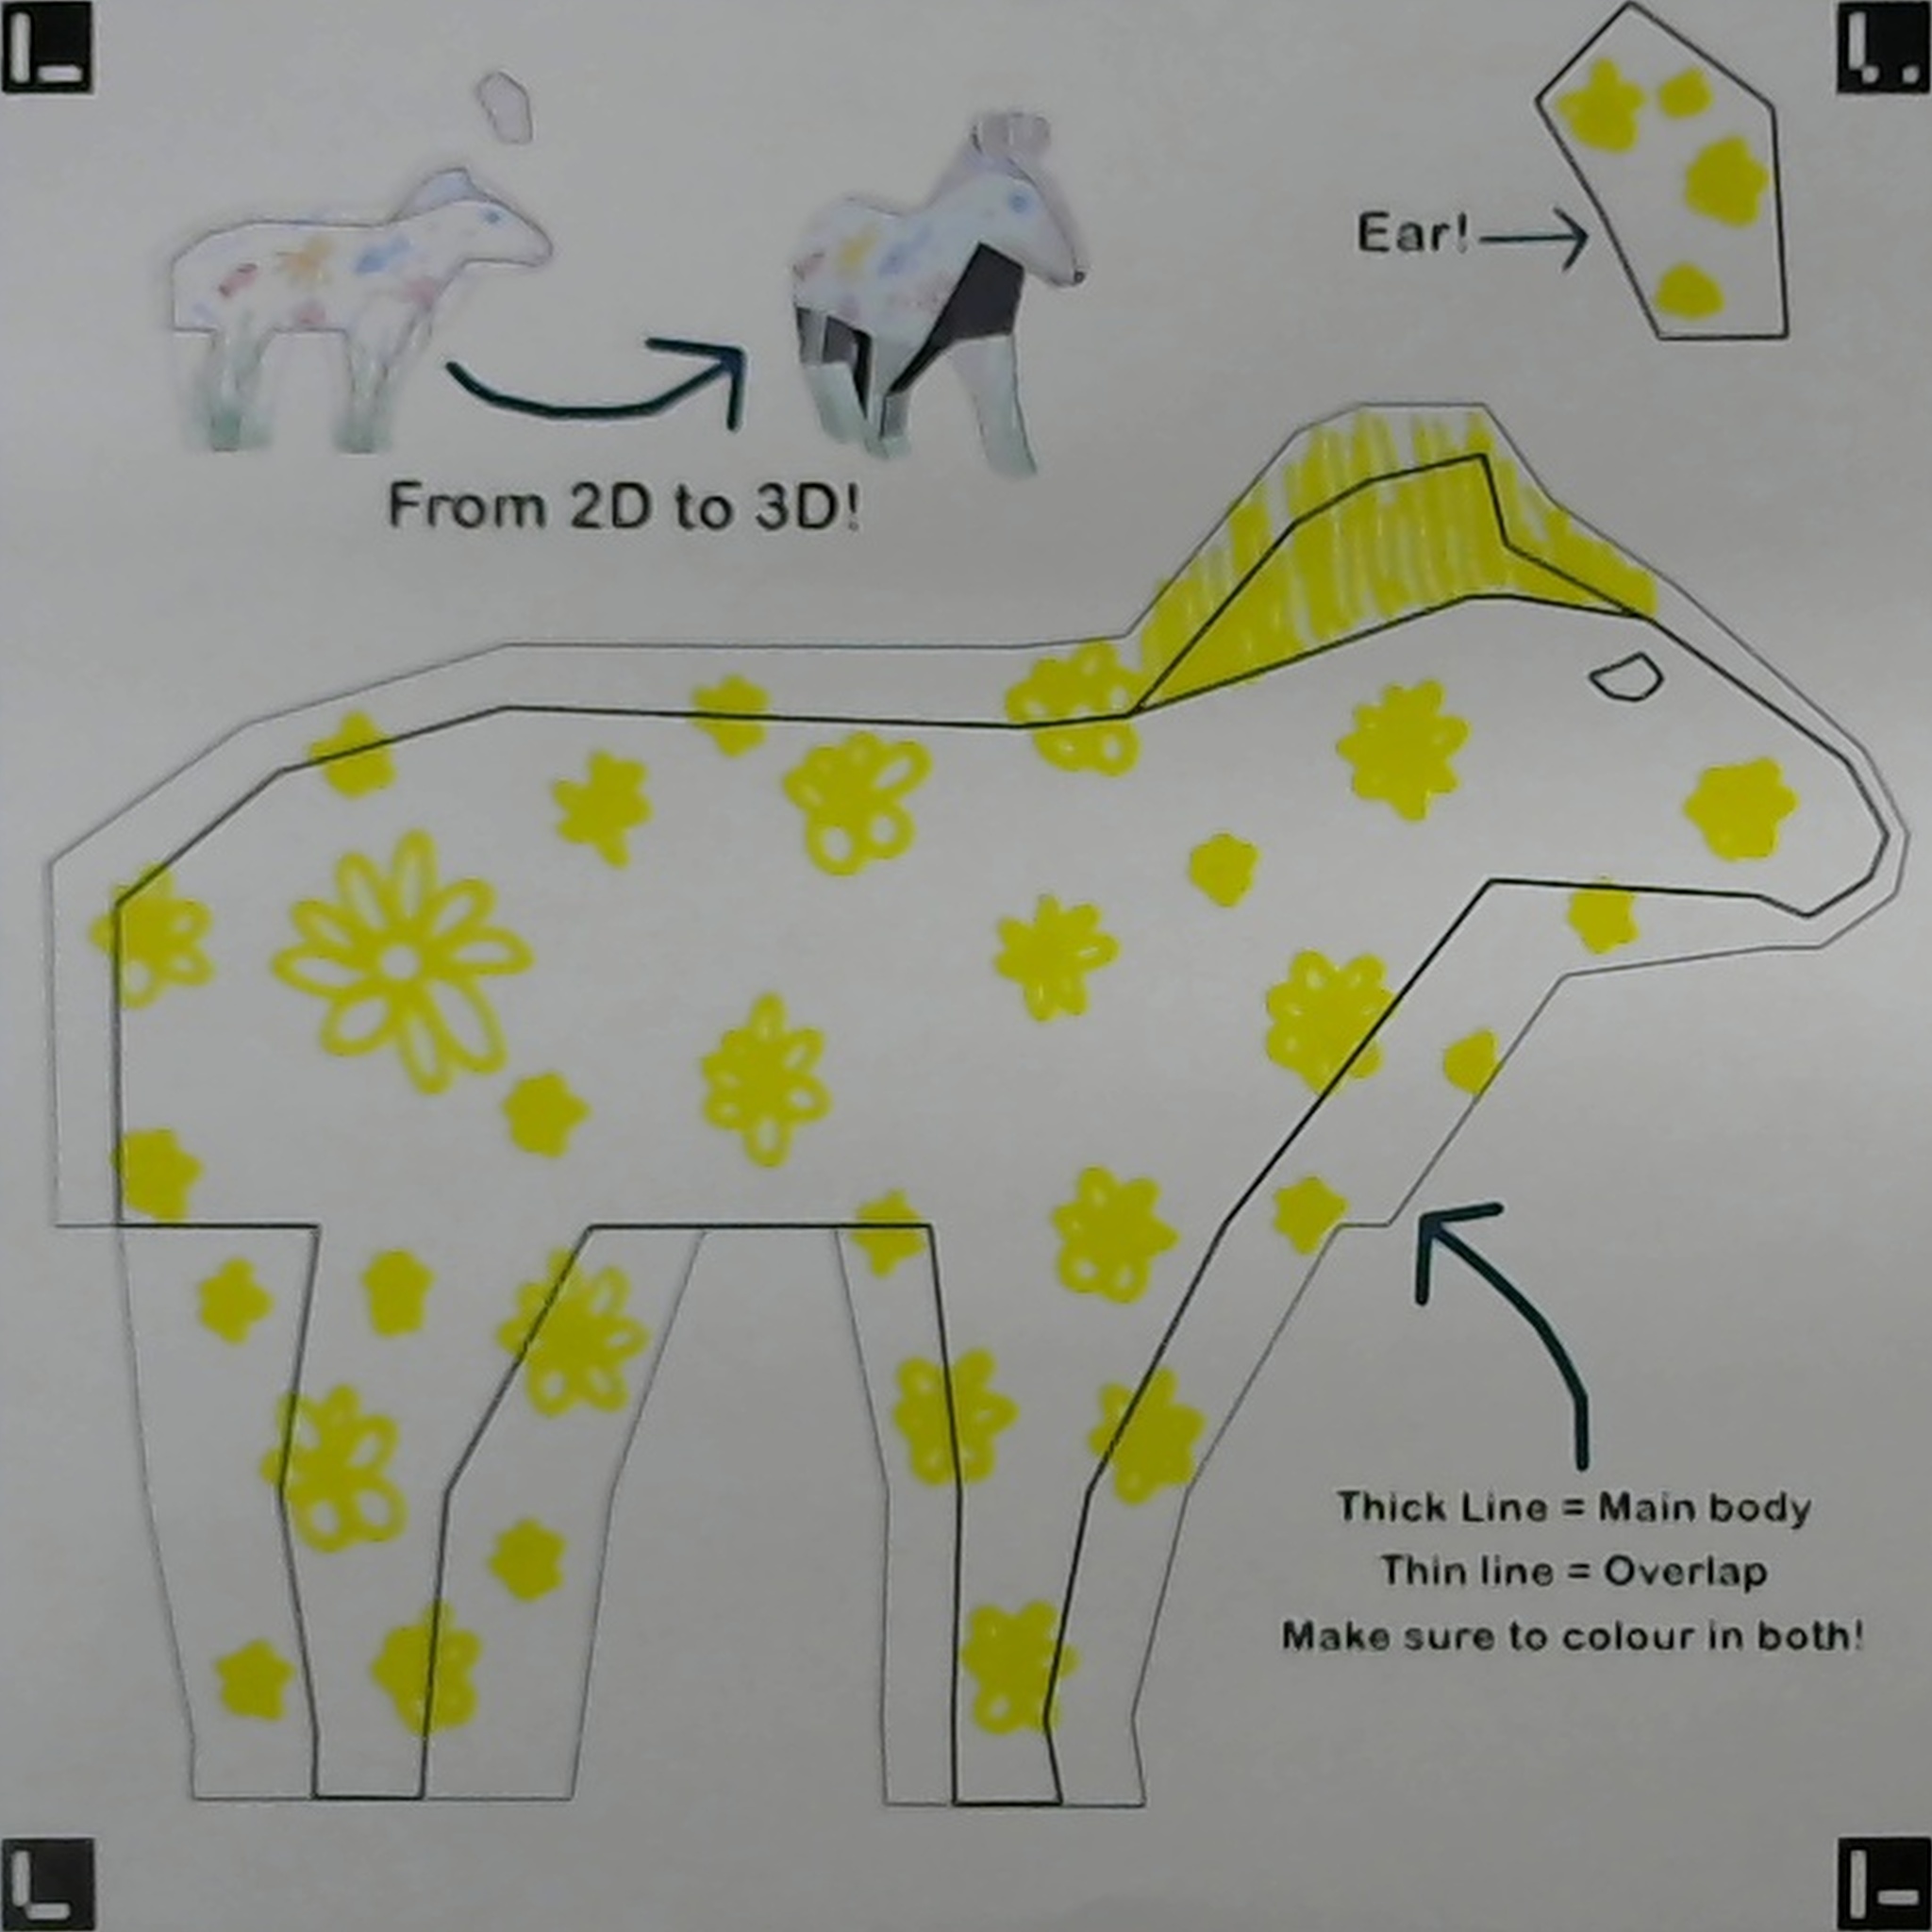 Ear!
From 2D to 3D!
Thick Line = Main body
Thin line = Overlap
Make sure to colour in both!